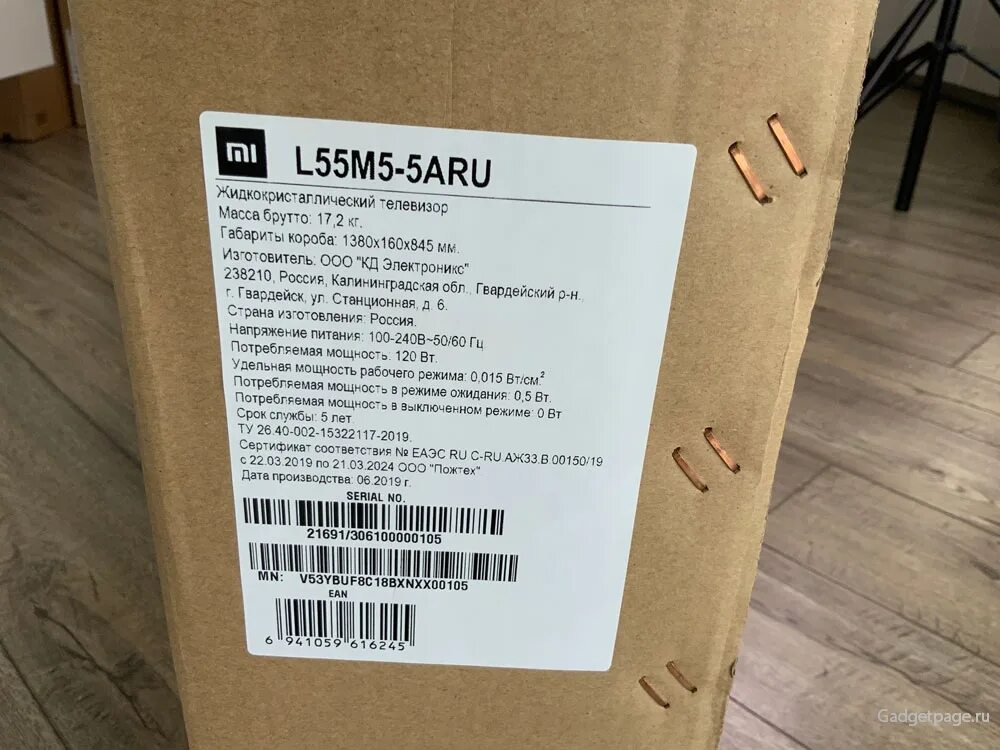 mi
L55M5-5ARU
Жидкокристаллический телевизор
Масса брутто: 17,2 кг.
Габариты короба: 1380x160x845 мм.
Изготовитель: ООО "КД Электроникс"
238210, Россия, Калининградская обл., Гвардейский р-н.,
г. Гвардейск, ул. Станционная, д. 6.
Страна изготовления: Россия.
Напряжение питания: 100-240В~50/60 Гц
Потребляемая мощность: 120 Вт.
Удельная мощность рабочего режима: 0,015 Вт/см.²
Потребляемая мощность в режиме ожидания: 0,5 Вт.
Потребляемая мощность в выключенном режиме: 0 Вт
Срок службы: 5 лет.
ТУ 26.40-002-15322117-2019.
Сертификат соответствия № ЕАЭС RU C-RU.АЖ33.В.00150/19
с 22.03.2019 по 21.03.2024 ООО "Пожтех"
Дата производства: 06.2019 г.
SERIAL NO.
21691/306100000105
MN: V53YBUF8C18BXNXX00105
EAN
6 941059 616245
Gadgetpage.ru